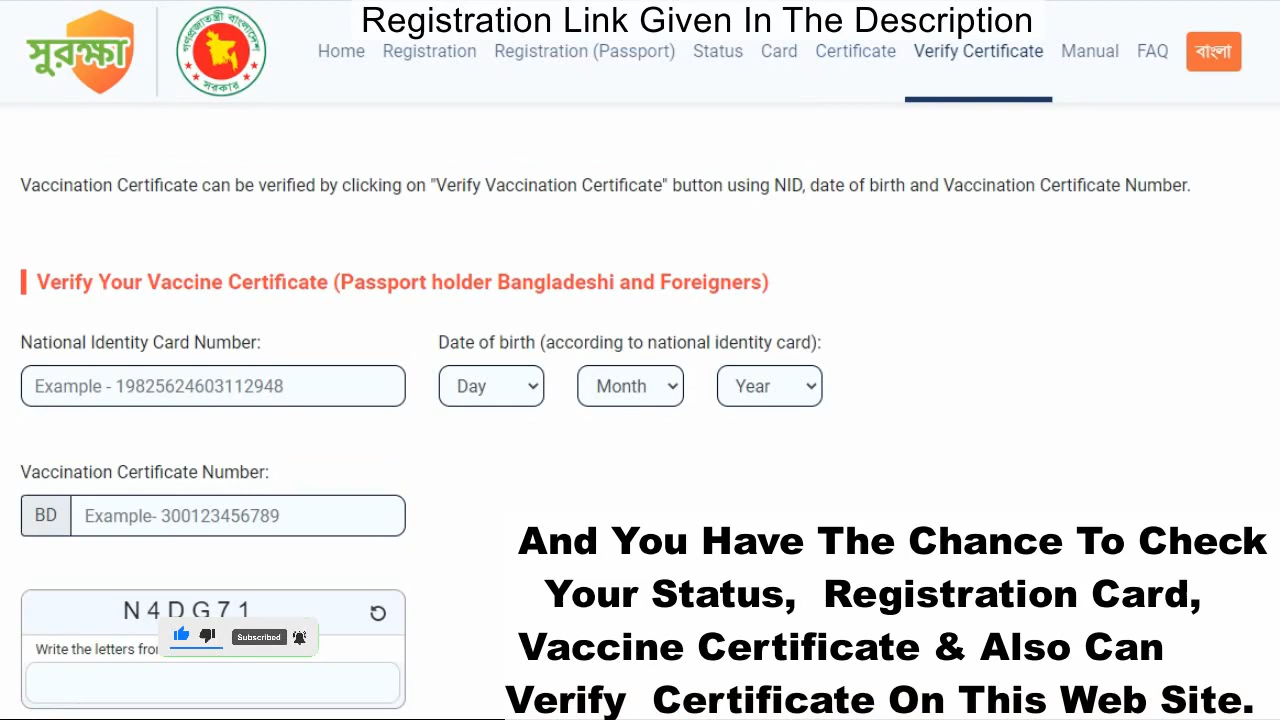 Registration Link Given In The Description
সুরক্ষা
গণপ্রজাতন্ত্রী বাংলাদেশ
সরকার
Home Registration Registration (Passport) Status Card Certificate Verify Certificate Manual FAQ বাংলা
Vaccination Certificate can be verified by clicking on "Verify Vaccination Certificate" button using NID, date of birth and Vaccination Certificate Number.
Verify Your Vaccine Certificate (Passport holder Bangladeshi and Foreigners)
National Identity Card Number: Date of birth (according to national identity card):
Example - 19825624603112948 Day Month Year
Vaccination Certificate Number:
BD Example- 300123456789
N4DG71
Subscribed
Write the letters
And You Have The Chance To Check
Your Status, Registration Card,
Vaccine Certificate & Also Can
Verify Certificate On This Web Site.